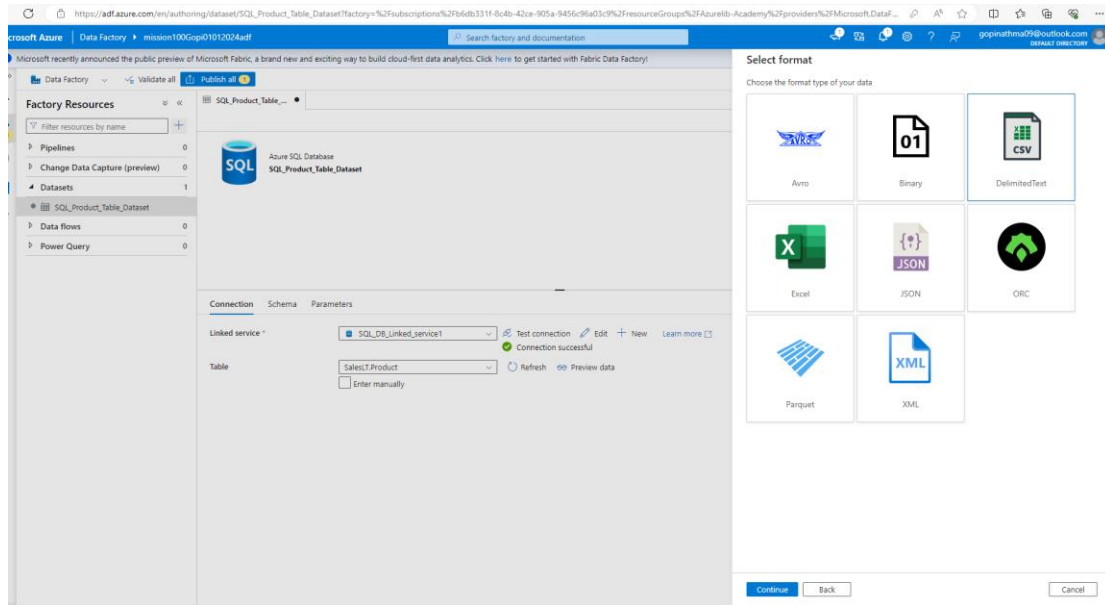 https://adf.azure.com/en/authoring/dataset/SQL_Product_Table_Dataset?factory=%2Fsubscriptions%2Fb6db331f-8c4b-42ce-905a-9456c96a03c9%2FresourceGroups%2FAzurelib-Academy%2Fproviders%2FMicrosoft.DataF...
crosoft Azure | Data Factory ▸ mission100Gopi01012024adf
Search factory and documentation
gopinathma09@outlook.com
DEFAULT DIRECTORY
Microsoft recently announced the public preview of Microsoft Fabric, a brand new and exciting way to build cloud-first data analytics. Click here to get started with Fabric Data Factory!
Data Factory Validate all Publish all 1
Factory Resources
Filter resources by name
Pipelines 0
Change Data Capture (preview) 0
Datasets 1
SQL_Product_Table_Dataset
Data flows 0
Power Query 0
SQL_Product_Table_...
SQL
Azure SQL Database
SQL_Product_Table_Dataset
Connection Schema Parameters
Linked service *
SQL_DB_Linked_service1
Test connection Edit New Learn more
Connection successful
Table
SalesLT.Product
Refresh Preview data
Enter manually
Select format
Choose the format type of your data
AVRO
Avro
01
Binary
CSV
DelimitedText
X
Excel
JSON
JSON
ORC
Parquet
XML
XML
Continue Back Cancel